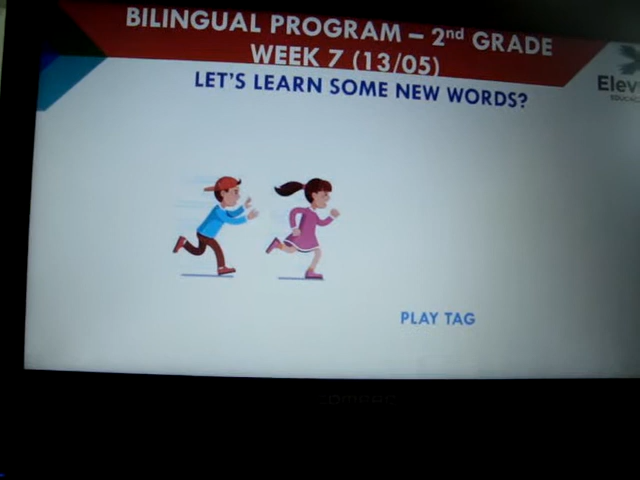 BILINGUAL PROGRAM – 2nd GRADE
WEEK 7 (13/05)
LET'S LEARN SOME NEW WORDS?
PLAY TAG